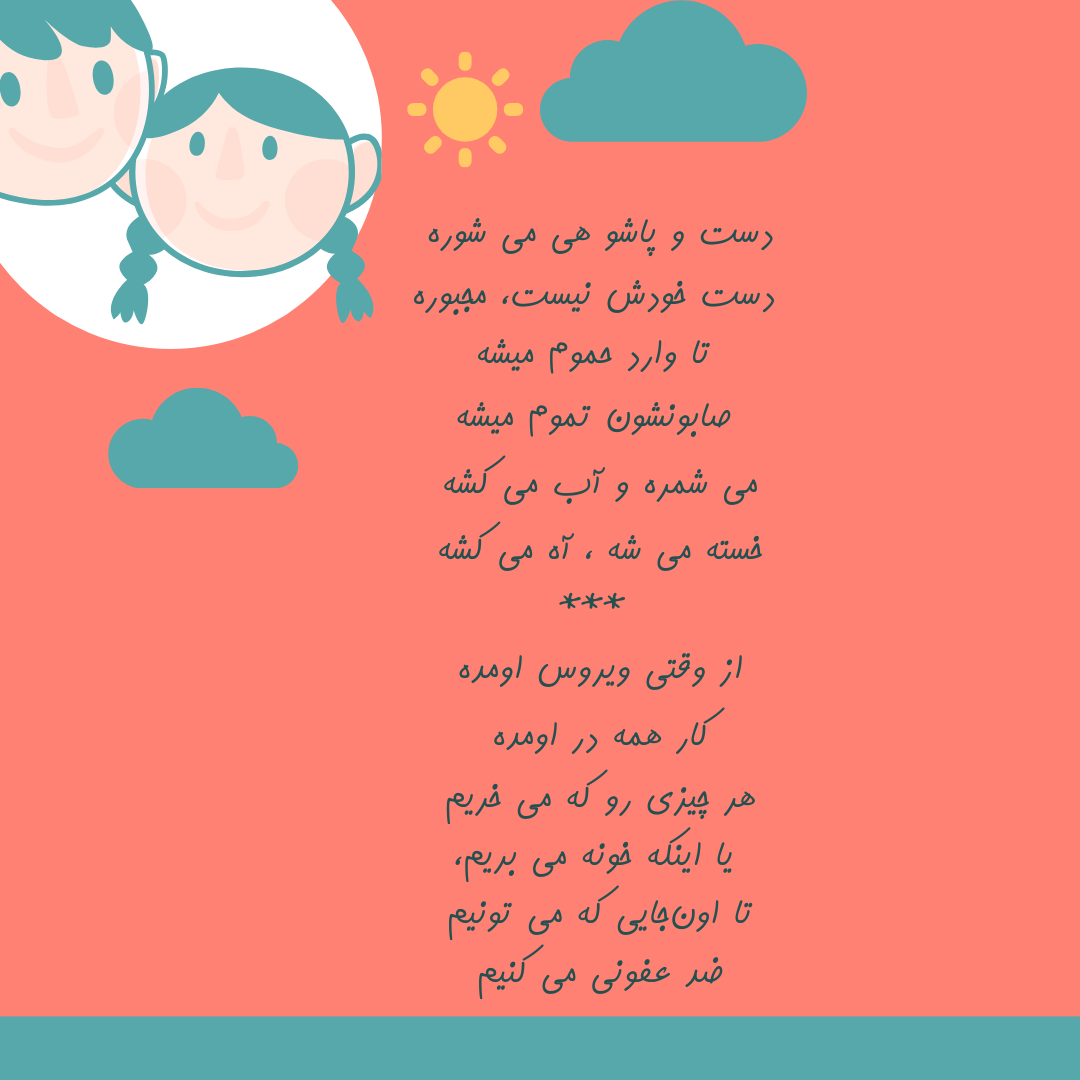 دست و پاشو هی می شوره
دست خودش نیست، مجبوره
تا وارد حموم میشه
صابونشون تموم میشه
می شمره و آب می کشه
خسته می شه ، آه می کشه
***
از وقتی ویروس اومده
کار همه در اومده
هر چیزی رو که می خریم
یا اینکه خونه می بریم،
تا اون‌جایی که می تونیم
ضد عفونی می کنیم